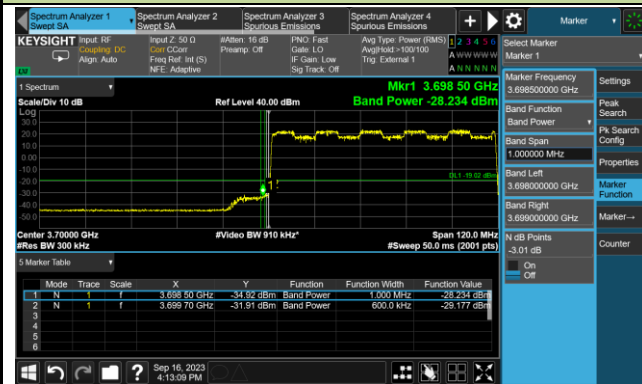 Spectrum Analyzer 1
Swept SA
Spectrum Analyzer 2
Swept SA
Spectrum Analyzer 3
Spurious Emissions
Spectrum Analyzer 4
Spurious Emissions
Marker
KEYSIGHT
Input: RF
Coupling: DC
Align: Auto
Input Z: 50 Ω
Corr CCorr
Freq Ref: Int (S)
NFE: Adaptive
#Atten: 16 dB
Preamp: Off
PNO: Fast
Gate: LO
IF Gain: Low
Sig Track: Off
Avg Type: Power (RMS)
Avg|Hold:>100/100
Trig: External 1
1 2 3 4 5 6
A W W W W W
A N N N N N
LW
Select Marker
Marker 1
1 Spectrum
Scale/Div 10 dB
Ref Level 40.00 dBm
Mkr1 3.698 50 GHz
Band Power -28.234 dBm
Log
30.0
20.0
10.0
0.00
-10.0
-20.0
-30.0
-40.0
-50.0
DL1 -19.02 dBm
1
Center 3.70000 GHz
#Res BW 300 kHz
#Video BW 910 kHz*
Span 120.0 MHz
#Sweep 50.0 ms (2001 pts)
Marker Frequency
3.698500000 GHz
Band Function
Band Power
Band Span
1.000000 MHz
Band Left
3.698000000 GHz
Band Right
3.699000000 GHz
N dB Points
-3.01 dB
On
Off
Settings
Peak
Search
Pk Search
Config
Properties
Marker
Function
Marker→
Counter
5 Marker Table
Mode Trace Scale X Y Function Function Width Function Value
1 N 1 f 3.698 50 GHz -34.92 dBm Band Power 1.000 MHz -28.234 dBm
2 N 1 f 3.699 70 GHz -31.91 dBm Band Power 600.0 kHz -29.177 dBm
3
4
5
6
?
Sep 16, 2023
4:13:09 PM